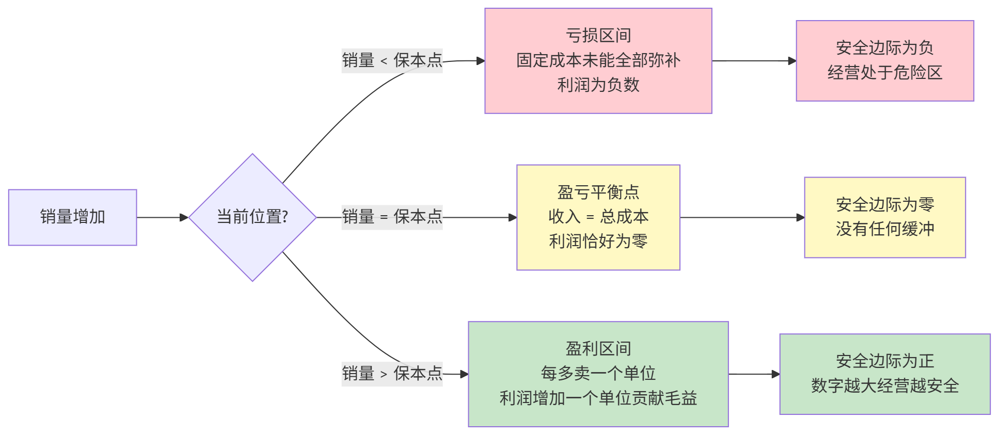 销量增加
当前位置?
销量 < 保本点
亏损区间
固定成本未能全部弥补
利润为负数
安全边际为负
经营处于危险区
销量 = 保本点
盈亏平衡点
收入 = 总成本
利润恰好为零
安全边际为零
没有任何缓冲
销量 > 保本点
盈利区间
每多卖一个单位
利润增加一个单位贡献毛益
安全边际为正
数字越大经营越安全